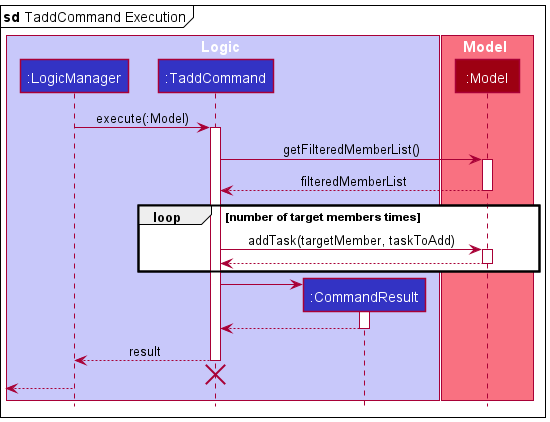 sd TaddCommand Execution
Logic
Model
:LogicManager
:TaddCommand
:Model
execute(:Model)
getFilteredMemberList()
filteredMemberList
loop [number of target members times]
addTask(targetMember, taskToAdd)
:CommandResult
result